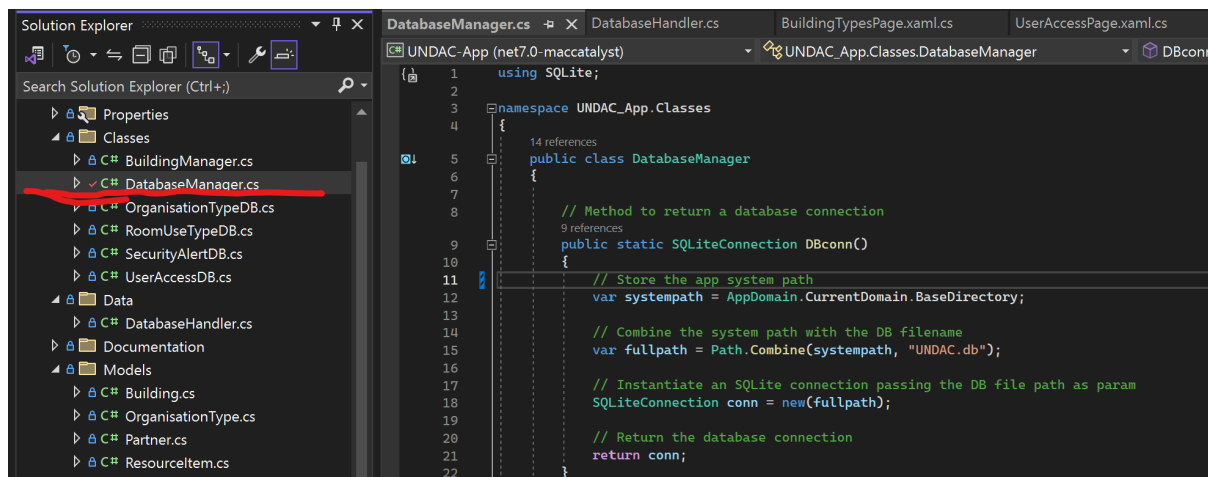 Solution Explorer
Search Solution Explorer (Ctrl+;)
Properties
Classes
C# BuildingManager.cs
C# DatabaseManager.cs
C# OrganisationTypeDB.cs
C# RoomUseTypeDB.cs
C# SecurityAlertDB.cs
C# UserAccessDB.cs
Data
C# DatabaseHandler.cs
Documentation
Models
C# Building.cs
C# OrganisationType.cs
C# Partner.cs
C# ResourceItem.cs
DatabaseManager.cs DatabaseHandler.cs BuildingTypesPage.xaml.cs UserAccessPage.xaml.cs
C# UNDAC-App (net7.0-maccatalyst) UNDAC_App.Classes.DatabaseManager DBconn
1 using SQLite;
2
3 namespace UNDAC_App.Classes
4 {
14 references
5 public class DatabaseManager
6 {
7
8 // Method to return a database connection
9 references
9 public static SQLiteConnection DBconn()
10 {
11 // Store the app system path
12 var systempath = AppDomain.CurrentDomain.BaseDirectory;
13
14 // Combine the system path with the DB filename
15 var fullpath = Path.Combine(systempath, "UNDAC.db");
16
17 // Instantiate an SQLite connection passing the DB file path as param
18 SQLiteConnection conn = new(fullpath);
19
20 // Return the database connection
21 return conn;
22 }